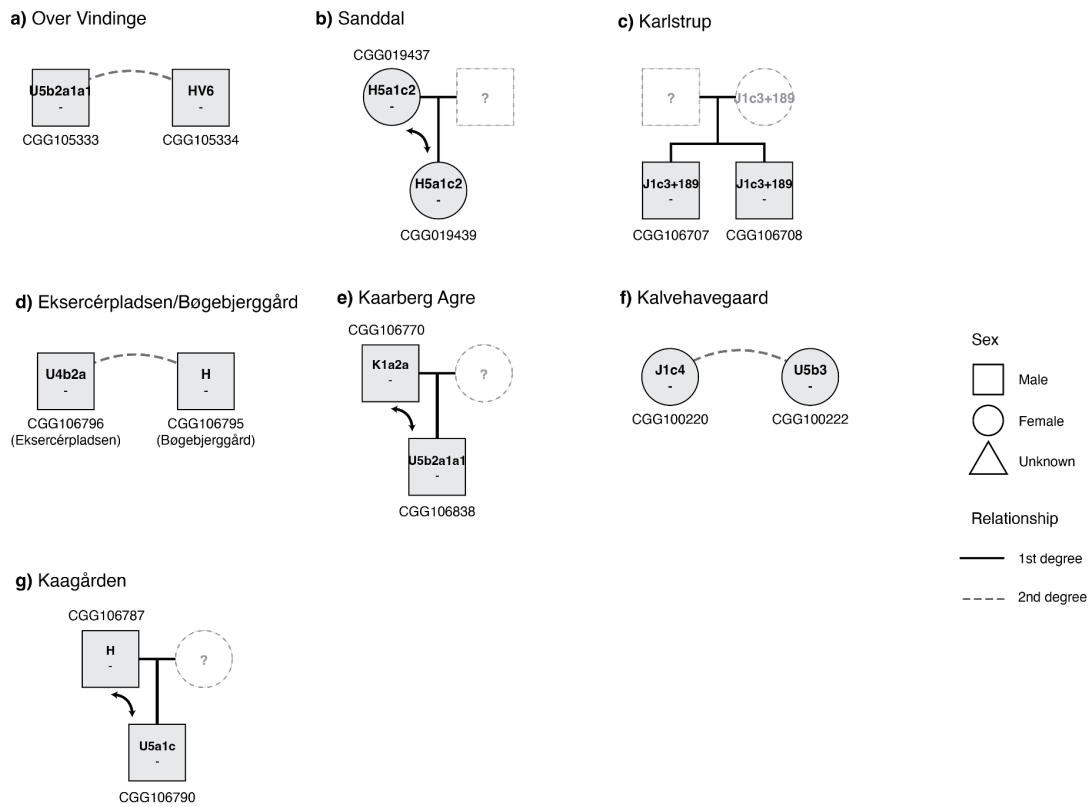 a) Over Vindinge
U5b2a1a1
-
HV6
-
CGG105333
CGG105334
b) Sanddal
CGG019437
H5a1c2
-
?
H5a1c2
-
CGG019439
c) Karlstrup
?
J1c3+189
J1c3+189
-
J1c3+189
-
CGG106707
CGG106708
d) Eksercérpladsen/Bøgebjerggård
U4b2a
-
H
-
CGG106796
(Eksercérpladsen)
CGG106795
(Bøgebjerggård)
e) Kaarberg Agre
CGG106770
K1a2a
-
?
U5b2a1a1
-
CGG106838
f) Kalvehavegaard
J1c4
-
U5b3
-
CGG100220
CGG100222
Sex
Male
Female
Unknown
Relationship
1st degree
2nd degree
g) Kaagården
CGG106787
H
-
?
U5a1c
-
CGG106790